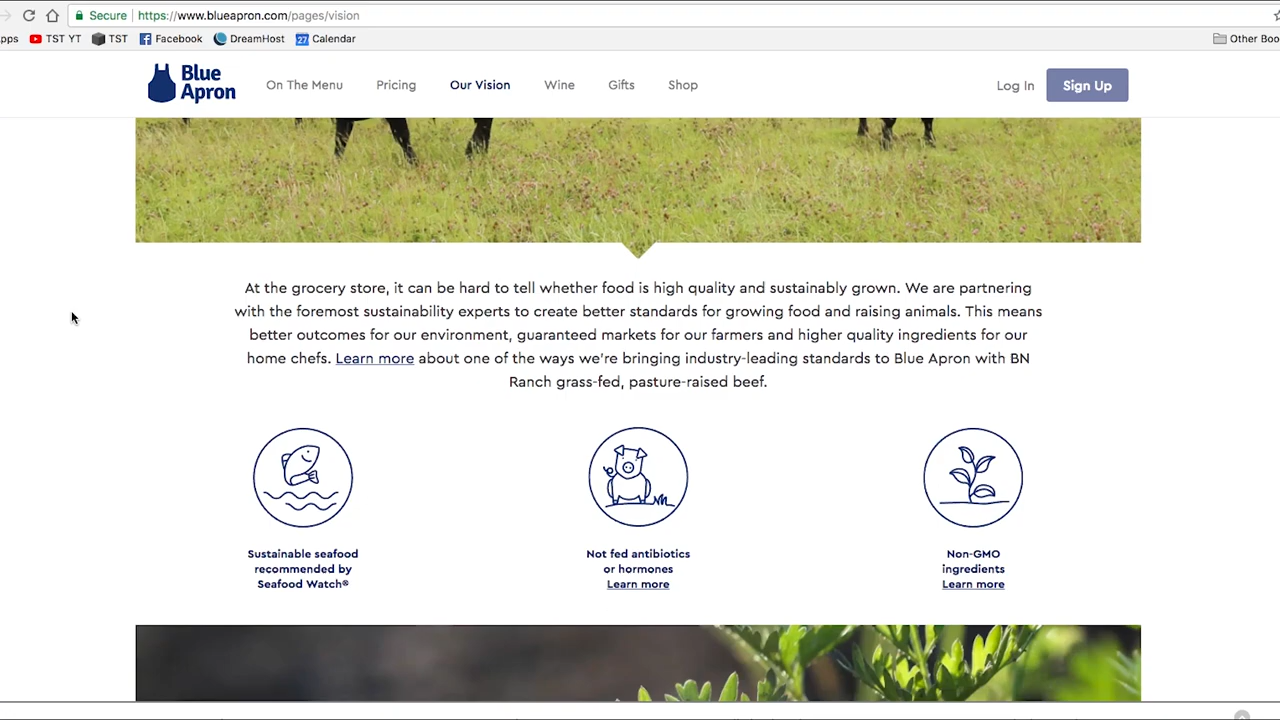 Secure https://www.blueapron.com/pages/vision
TST YT TST Facebook DreamHost 27 Calendar
Blue
Apron
On The Menu Pricing Our Vision Wine Gifts Shop Log In Sign Up
At the grocery store, it can be hard to tell whether food is high quality and sustainably grown. We are partnering
with the foremost sustainability experts to create better standards for growing food and raising animals. This means
better outcomes for our environment, guaranteed markets for our farmers and higher quality ingredients for our
home chefs. Learn more about one of the ways we're bringing industry-leading standards to Blue Apron with BN
Ranch grass-fed, pasture-raised beef.
Sustainable seafood
recommended by
Seafood Watch®
Not fed antibiotics
or hormones
Learn more
Non-GMO
ingredients
Learn more